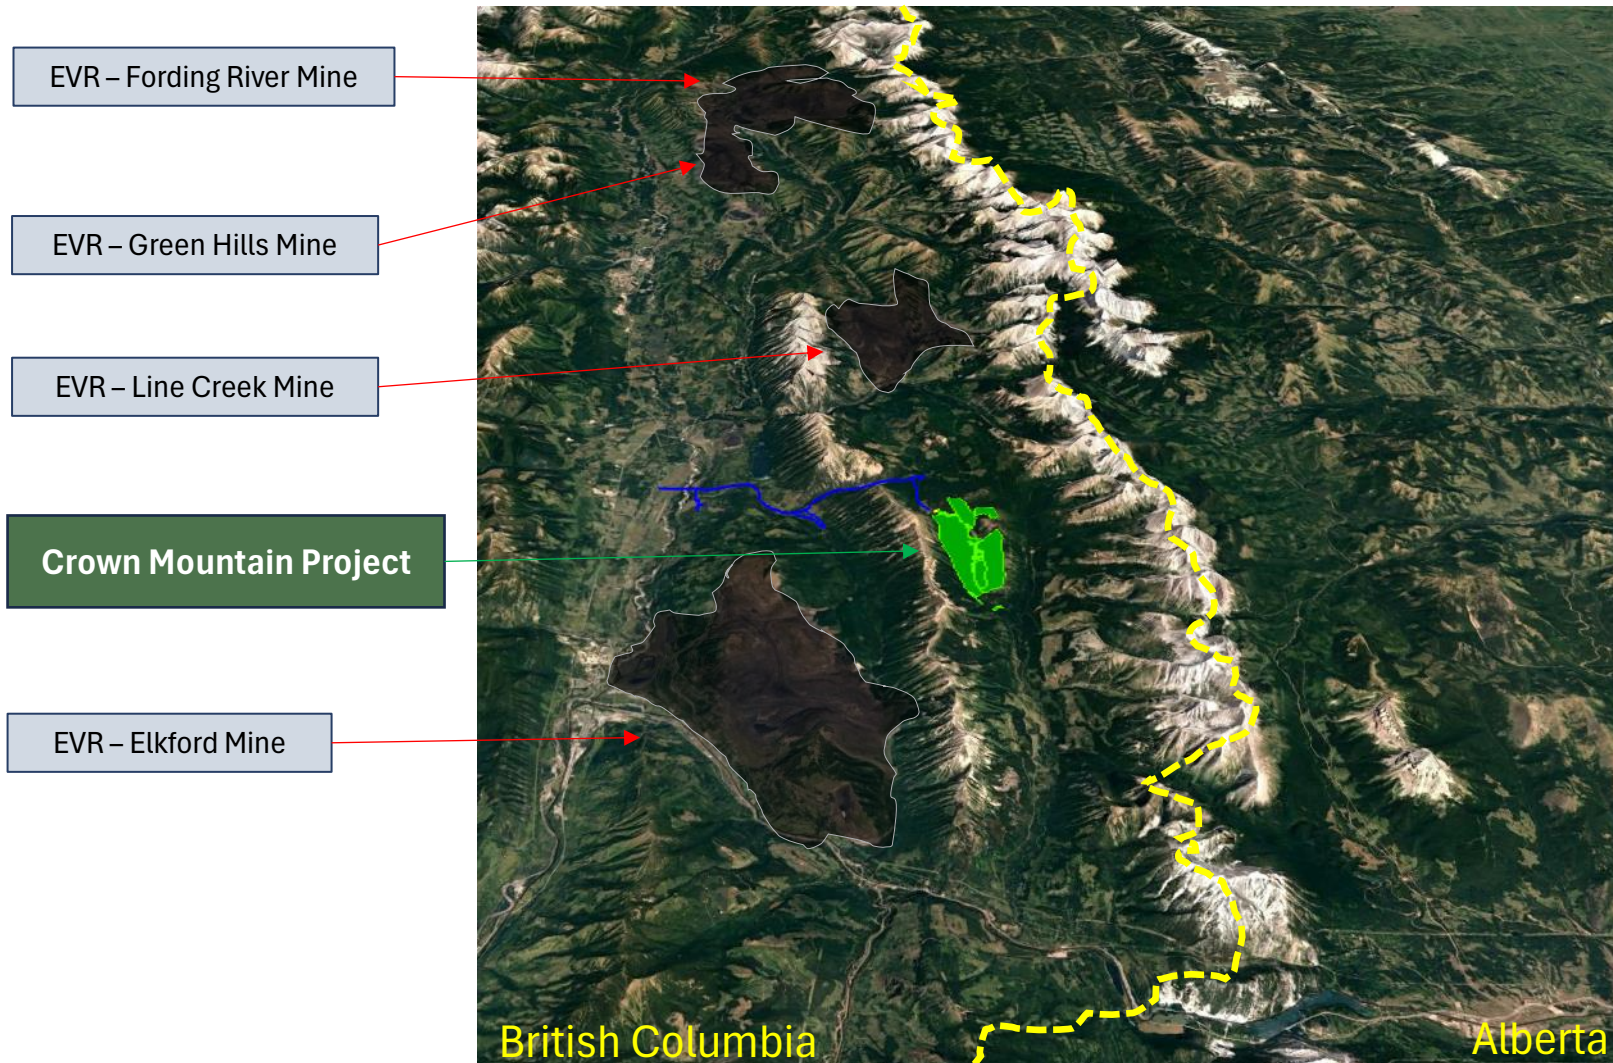 EVR – Fording River Mine
EVR – Green Hills Mine
EVR – Line Creek Mine
Crown Mountain Project
EVR – Elkford Mine
British Columbia
Alberta